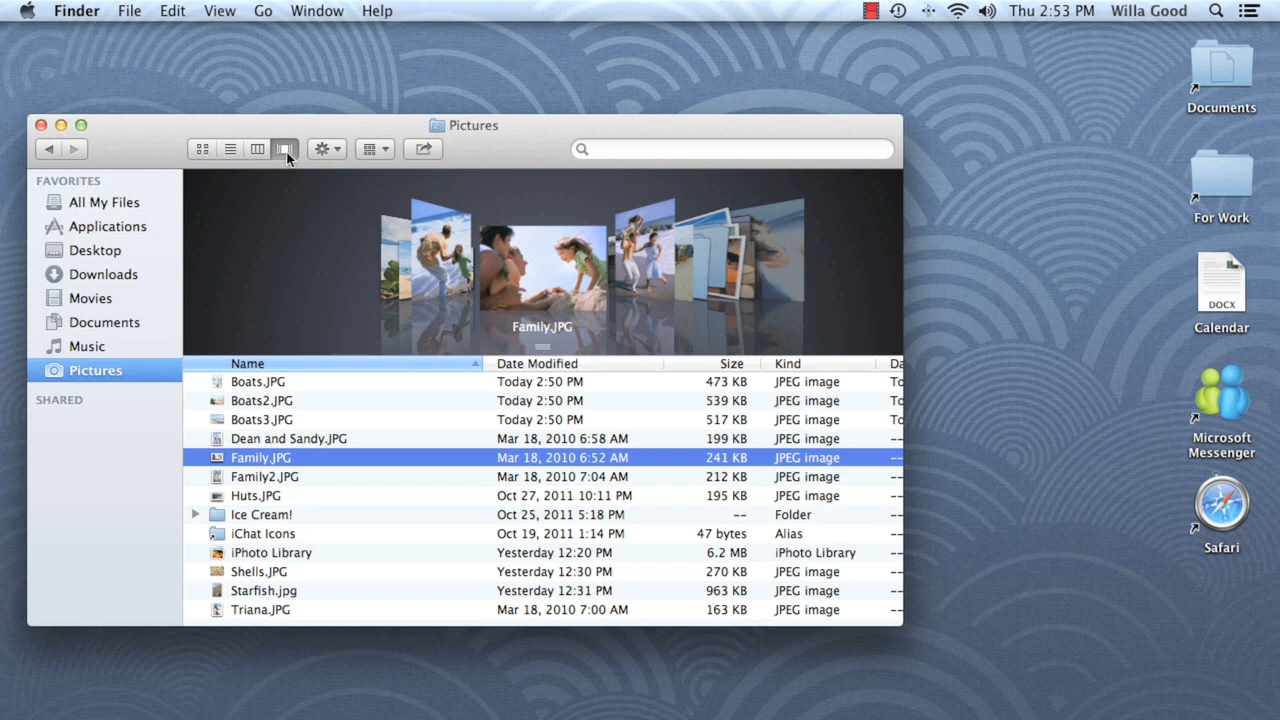 Finder File Edit View Go Window Help Thu 2:53 PM Willa Good
Pictures
FAVORITES
All My Files
Applications
Desktop
Downloads
Movies
Documents
Music
Pictures
SHARED
Family.JPG
Name Date Modified Size Kind Da
Boats.JPG Today 2:50 PM 473 KB JPEG image To
Boats2.JPG Today 2:50 PM 539 KB JPEG image To
Boats3.JPG Today 2:50 PM 517 KB JPEG image To
Dean and Sandy.JPG Mar 18, 2010 6:58 AM 199 KB JPEG image --
Family.JPG Mar 18, 2010 6:52 AM 241 KB JPEG image --
Family2.JPG Mar 18, 2010 7:04 AM 212 KB JPEG image --
Huts.JPG Oct 27, 2011 10:11 PM 195 KB JPEG image --
Ice Cream! Oct 25, 2011 5:18 PM -- Folder --
iChat Icons Oct 19, 2011 1:14 PM 47 bytes Alias --
iPhoto Library Yesterday 12:20 PM 6.2 MB iPhoto Library --
Shells.JPG Yesterday 12:30 PM 270 KB JPEG image --
Starfish.jpg Yesterday 12:31 PM 963 KB JPEG image --
Triana.JPG Mar 18, 2010 7:00 AM 163 KB JPEG image --
Documents
For Work
DOCX
Calendar
Microsoft
Messenger
Safari